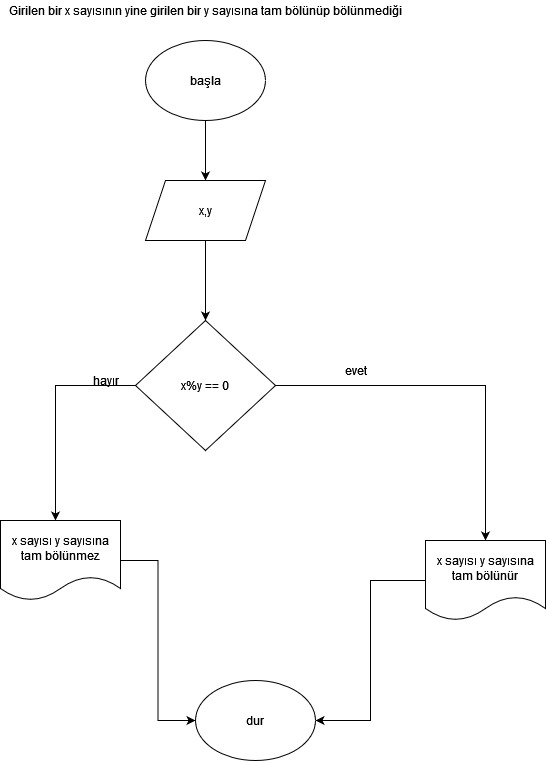 Girilen bir x sayısının yine girilen bir y sayısına tam bölünüp bölünmediği
başla
x,y
x%y == 0
hayır
evet
x sayısı y sayısına
tam bölünmez
x sayısı y sayısına
tam bölünür
dur